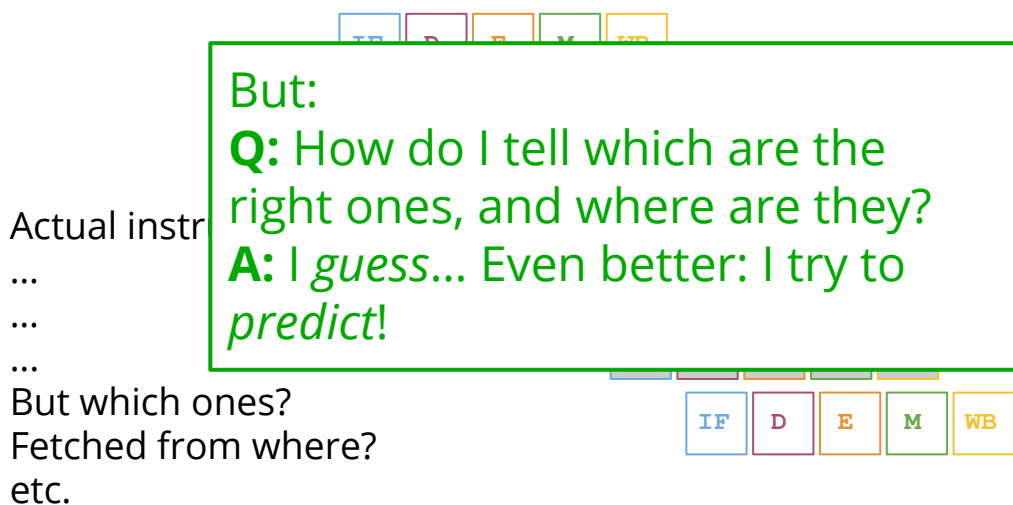 But:
Q: How do I tell which are the
right ones, and where are they?
A: I guess... Even better: I try to
predict!
Actual instr
...
...
...
But which ones?
Fetched from where?
etc.
IF D E M WB